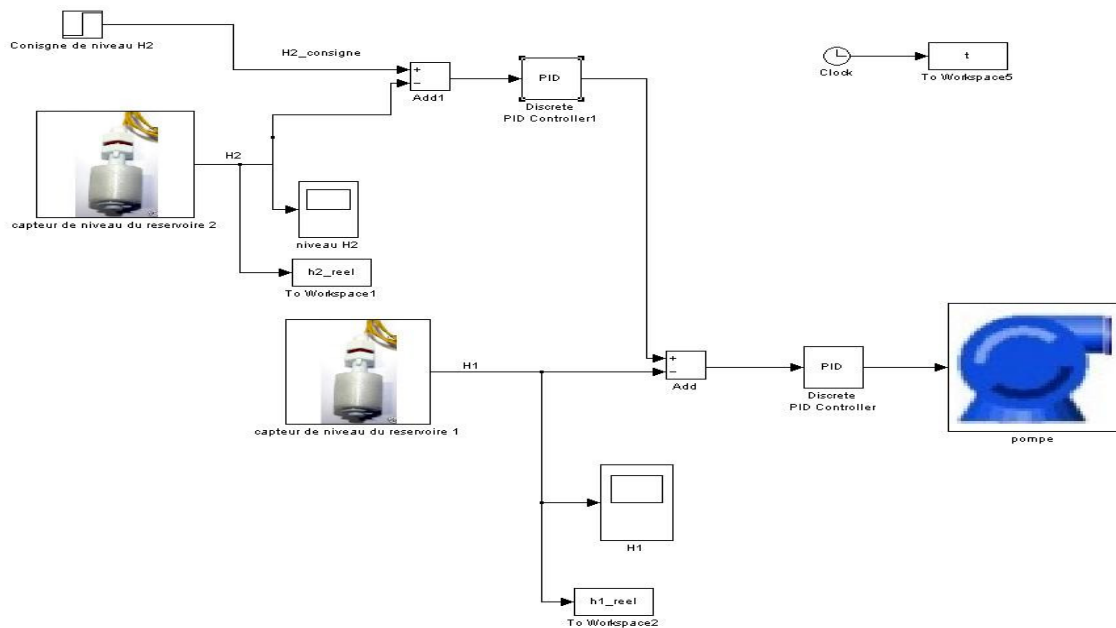 Conisgne de niveau H2
H2_consigne
+
−
Add1
PID
Discrete
PID Controller1
Clock
t
To Workspace5
H2
capteur de niveau du reservoire 2
niveau H2
h2_reel
To Workspace1
H1
capteur de niveau du reservoire 1
+
−
Add
PID
Discrete
PID Controller
pompe
H1
h1_reel
To Workspace2